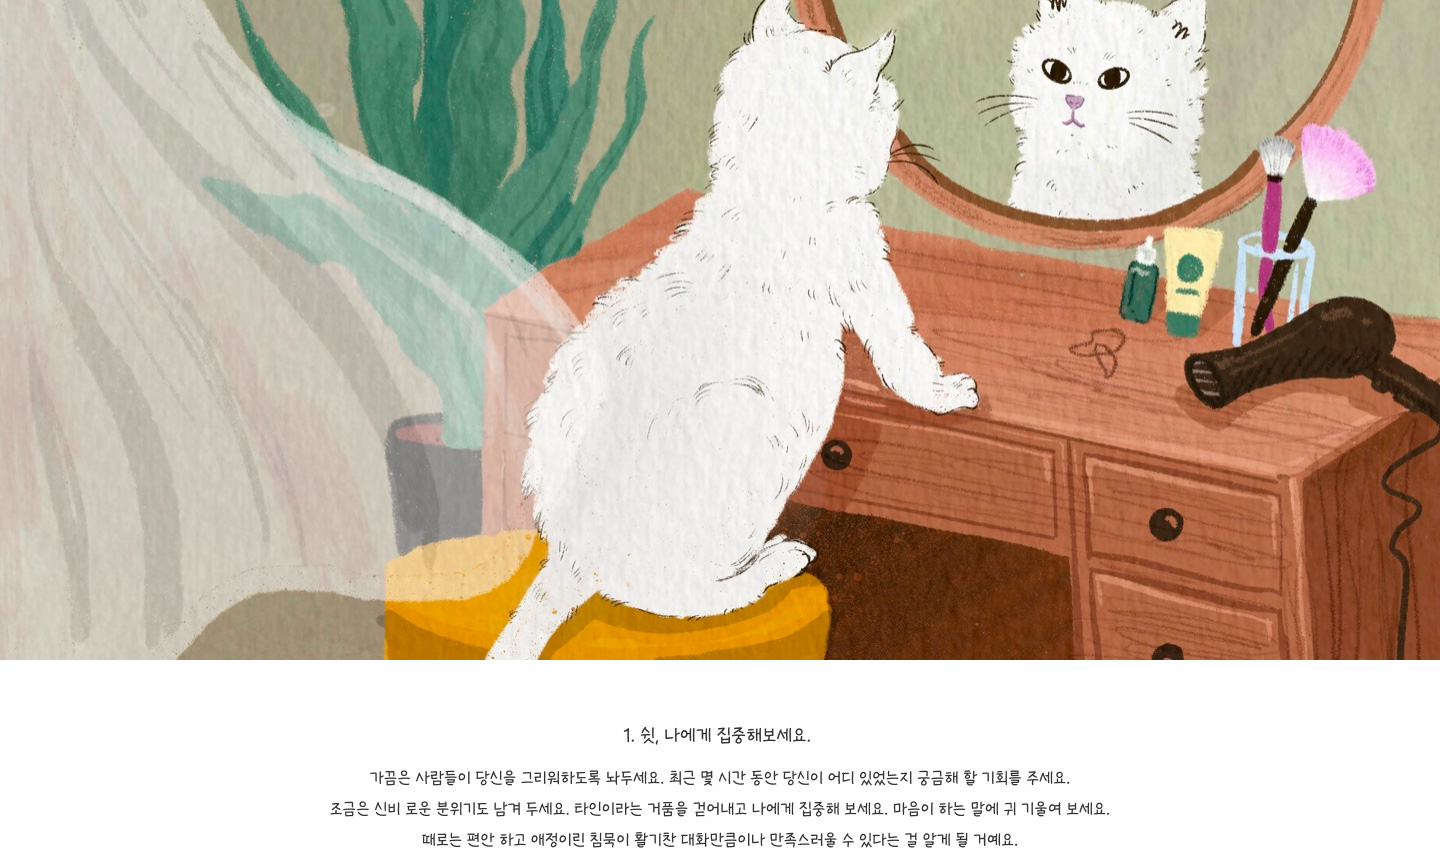 1. 쉿, 나에게 집중해보세요.
가끔은 사람들이 당신을 그리워하도록 놔두세요. 최근 몇 시간 동안 당신이 어디 있었는지 궁금해 할 기회를 주세요.
조금은 신비 로운 분위기도 남겨 두세요. 타인이라는 거품을 걷어내고 나에게 집중해 보세요. 마음이 하는 말에 귀 기울여 보세요.
때로는 편안 하고 애정어린 침묵이 활기찬 대화만큼이나 만족스러울 수 있다는 걸 알게 될 거예요.